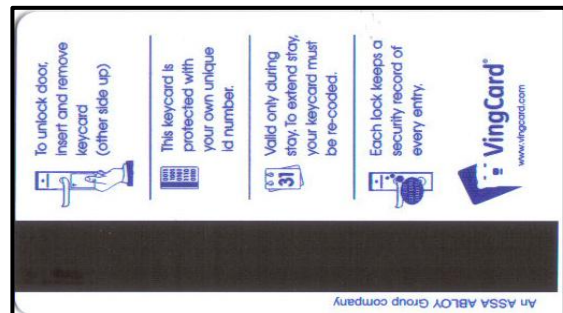 To unlock door,
insert and remove
keycard
(other side up)
This keycard is
protected with
your own unique
id number.
Valid only during
stay. To extend stay,
your keycard must
be re-coded.
31
Each lock keeps a
security record of
every entry.
VingCard®
www.vingcard.com
An ASSA ABLOY Group company